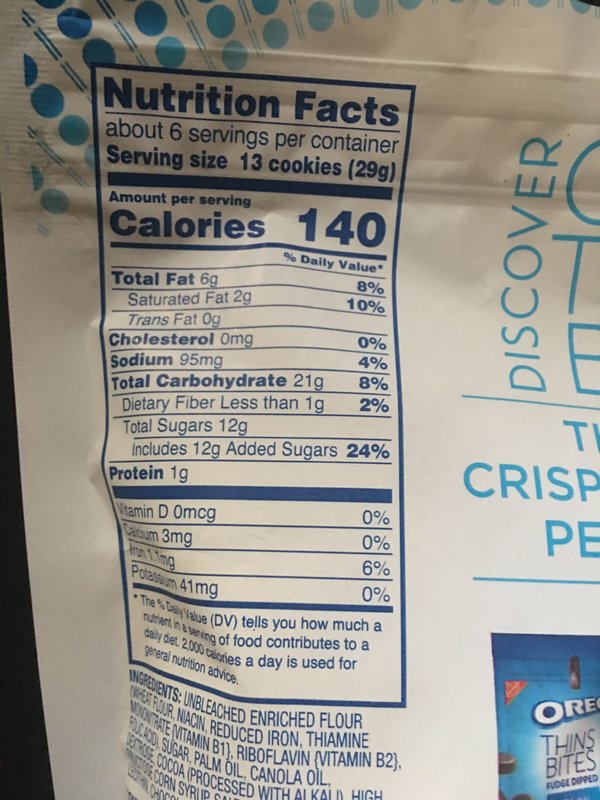 Nutrition Facts
about 6 servings per container
Serving size 13 cookies (29g)
Amount per serving
Calories 140
% Daily Value*
Total Fat 6g 8%
Saturated Fat 2g 10%
Trans Fat 0g
Cholesterol 0mg 0%
Sodium 95mg 4%
Total Carbohydrate 21g 8%
Dietary Fiber Less than 1g 2%
Total Sugars 12g
Includes 12g Added Sugars 24%
Protein 1g
Vitamin D 0mcg 0%
Calcium 3mg 0%
Iron 1.1mg 6%
Potassium 41mg 0%
* The % Daily Value (DV) tells you how much a
nutrient in a serving of food contributes to a
daily diet. 2,000 calories a day is used for
general nutrition advice.
INGREDIENTS: UNBLEACHED ENRICHED FLOUR
(WHEAT FLOUR, NIACIN, REDUCED IRON, THIAMINE
MONONITRATE {VITAMIN B1}, RIBOFLAVIN {VITAMIN B2},
FOLIC ACID), SUGAR, PALM OIL, CANOLA OIL,
DEXTROSE, COCOA (PROCESSED WITH ALKALI), HIGH
CORN SYRUP,
DISCOVER
CRISP
PE
OREO
THINS
BITES
FUDGE DIPPED